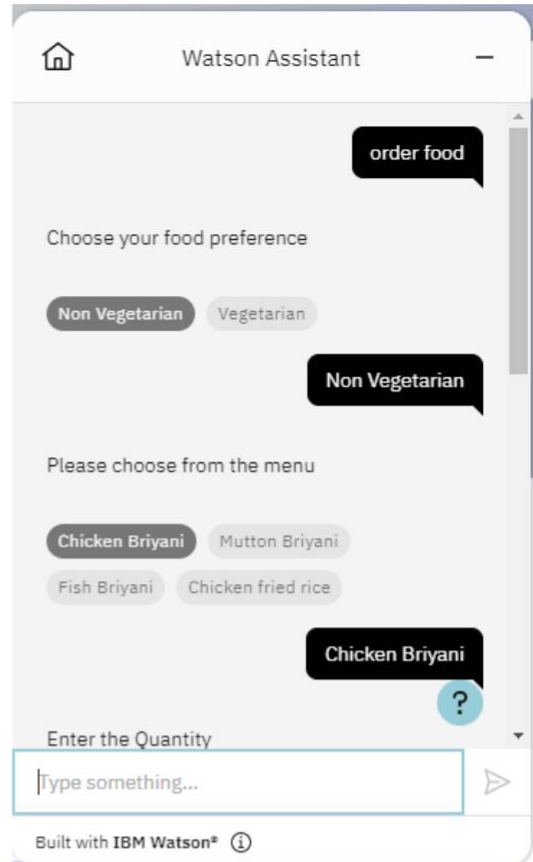 Watson Assistant
order food
Choose your food preference
Non Vegetarian Vegetarian
Non Vegetarian
Please choose from the menu
Chicken Briyani Mutton Briyani
Fish Briyani Chicken fried rice
Chicken Briyani
?
Enter the Quantity
Type something...
Built with IBM Watson®